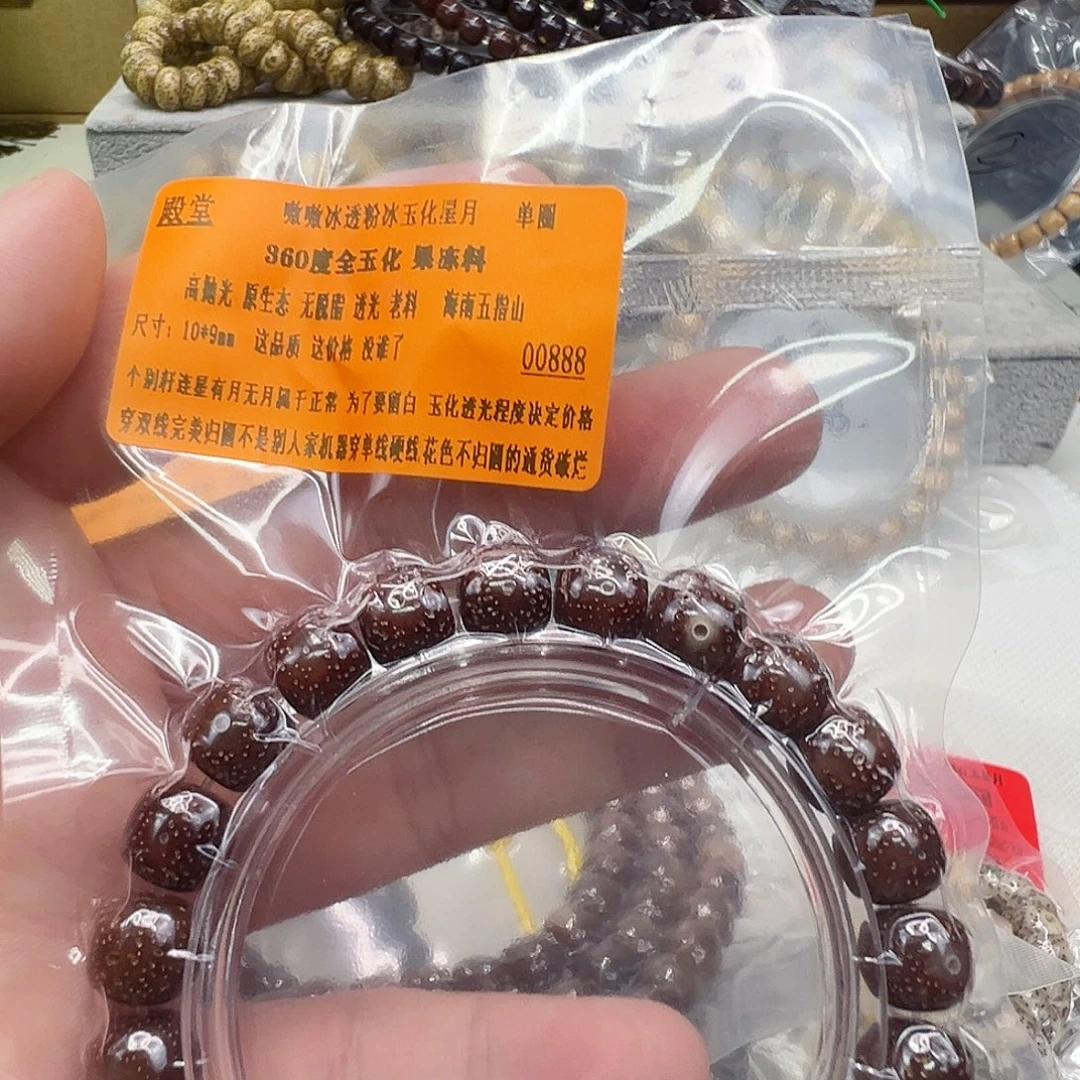 殿堂 嗷嗷冰透粉冰玉化星月 单圈
360度全玉化 果冻料
高抛光 原生态 无脱脂 透光 老料 海南五指山
尺寸：10*9mm 这品质 这价格 没谁了 00888
个别籽连星有月无月属于正常 为了要留白 玉化透光程度决定价格
穿双线完美归圆不是别人家机器穿单线硬线花色不归圆的通货破烂